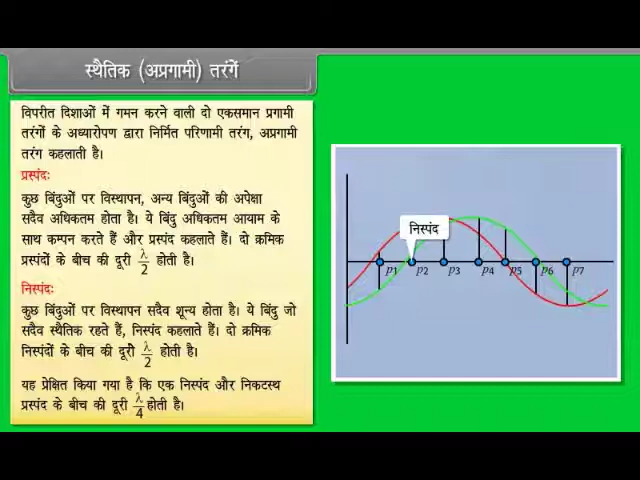 स्थैतिक (अप्रगामी) तरंगें
विपरीत दिशाओं में गमन करने वाली दो एकसमान प्रगामी
तरंगों के अध्यारोपण द्वारा निर्मित परिणामी तरंग, अप्रगामी
तरंग कहलाती है।
प्रस्पंदः
कुछ बिंदुओं पर विस्थापन, अन्य बिंदुओं की अपेक्षा
सदैव अधिकतम होता है। ये बिंदु अधिकतम आयाम के
साथ कम्पन करते हैं और प्रस्पंद कहलाते हैं। दो क्रमिक
प्रस्पंदों के बीच की दूरी λ/2 होती है।
निस्पंदः
कुछ बिंदुओं पर विस्थापन सदैव शून्य होता है। ये बिंदु जो
सदैव स्थैतिक रहते हैं, निस्पंद कहलाते हैं। दो क्रमिक
निस्पंदों के बीच की दूरी λ/2 होती है।
यह प्रेक्षित किया गया है कि एक निस्पंद और निकटस्थ
प्रस्पंद के बीच की दूरी λ/4 होती है।
निस्पंद
p1 p2 p3 p4 p5 p6 p7